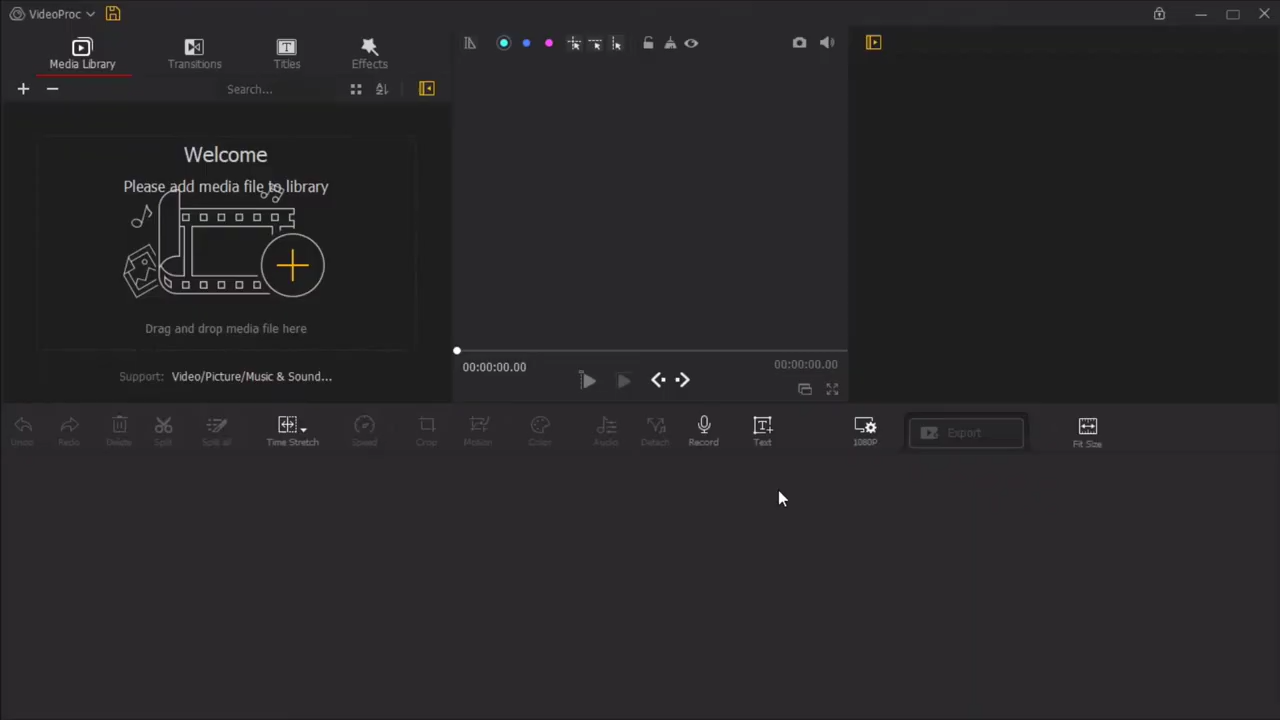 VideoProc
Media Library
Transitions
Titles
Effects
Search...
Welcome
Please add media file to library
Drag and drop media file here
Support: Video/Picture/Music & Sound...
00:00:00.00
00:00:00.00
Undo
Redo
Delete
Split
Split all
Time Stretch
Speed
Crop
Motion
Color
Audio
Detach
Record
Text
1080P
Export
Fit Size